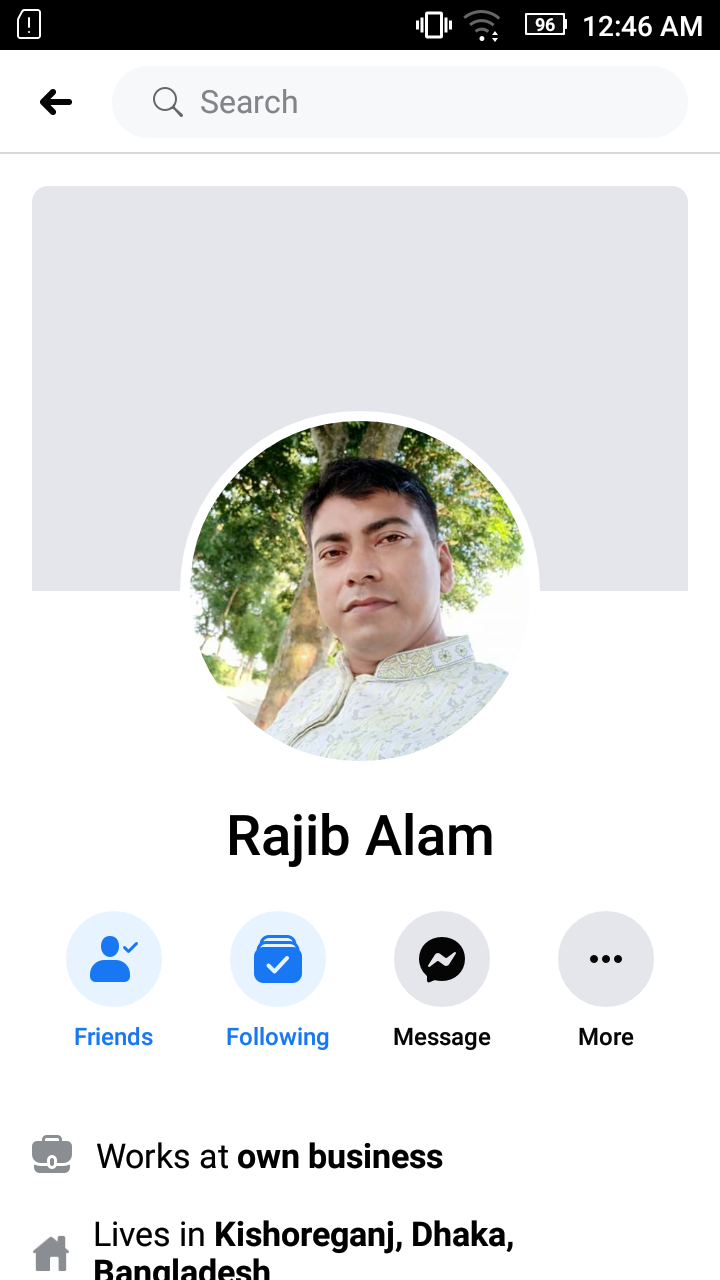 96 12:46 AM
Search
Rajib Alam
Friends Following Message More
Works at own business
Lives in Kishoreganj, Dhaka,
Bangladesh